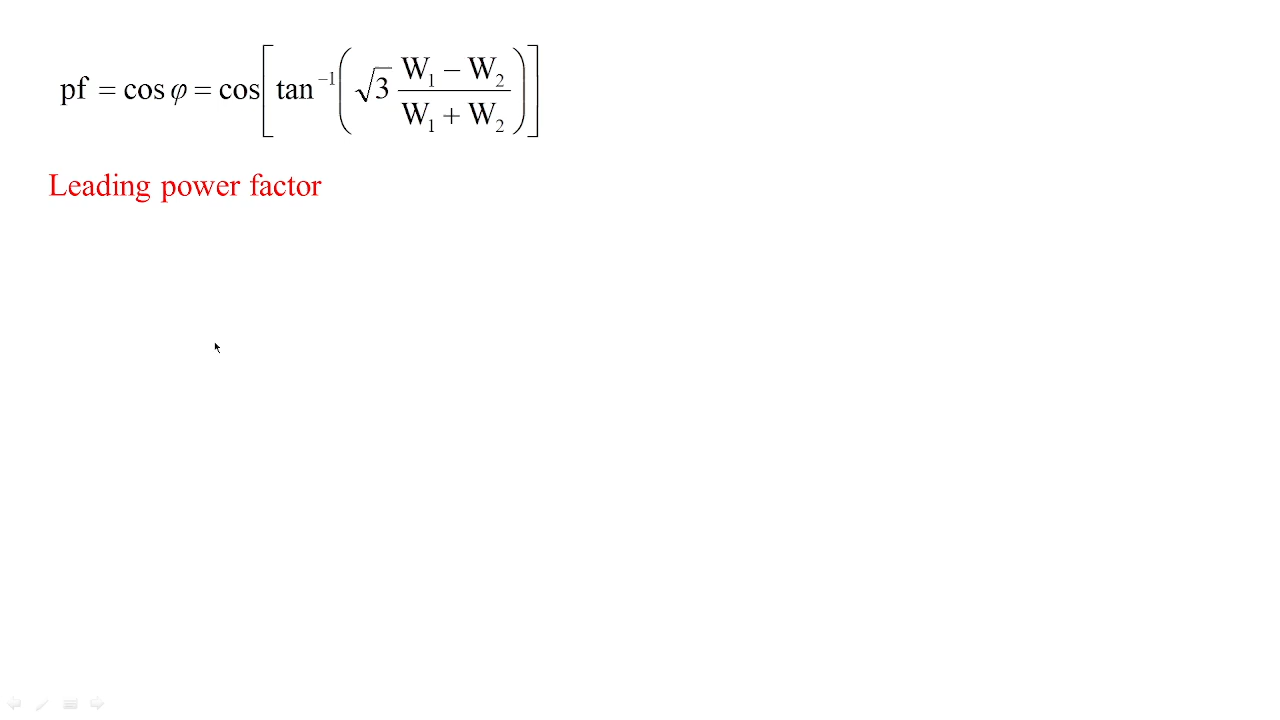 pf = cos φ = cos[tan⁻¹(√3 (W₁ − W₂)/(W₁ + W₂))]
Leading power factor